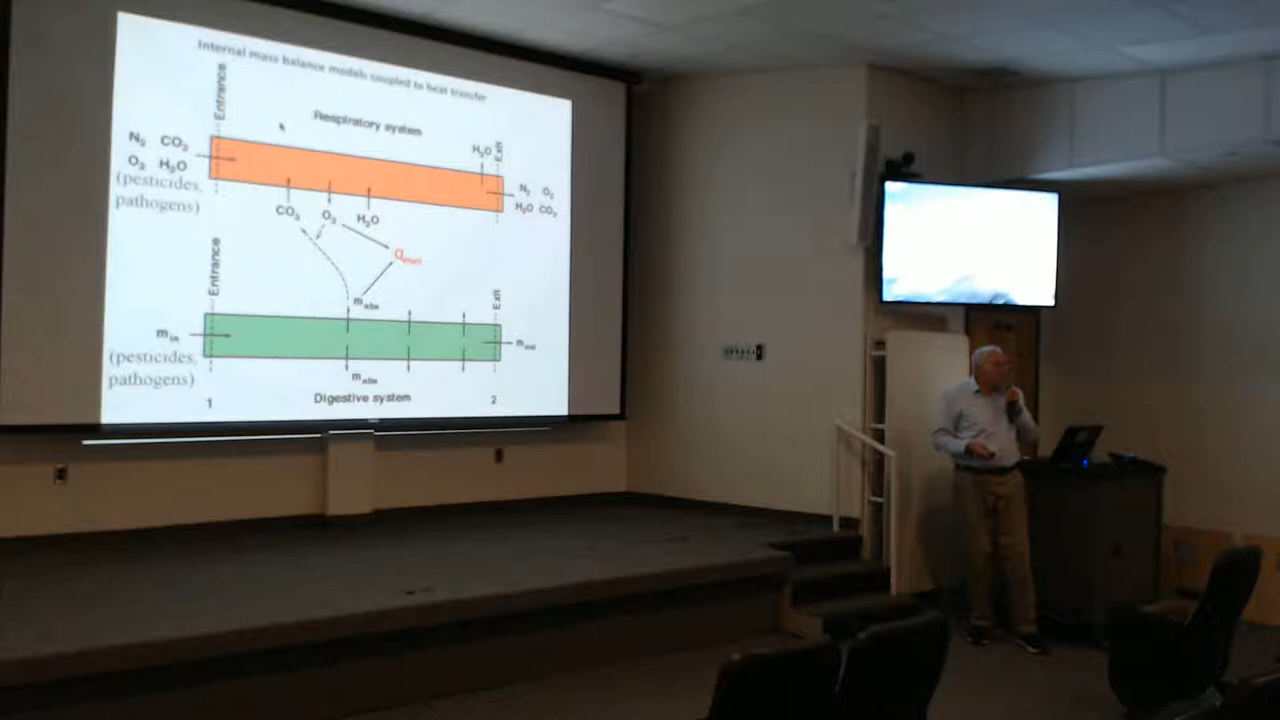 Internal mass balance models coupled to heat transfer
Entrance
Respiratory system
Exit
N₂ CO₂
O₂ H₂O
(pesticides,
pathogens)
H₂O
N₂ O₂
H₂O CO₂
CO₂ O₂ H₂O
Qmet
Entrance
Exit
mabs
min
(pesticides,
pathogens)
mout
mabs
1
Digestive system
2